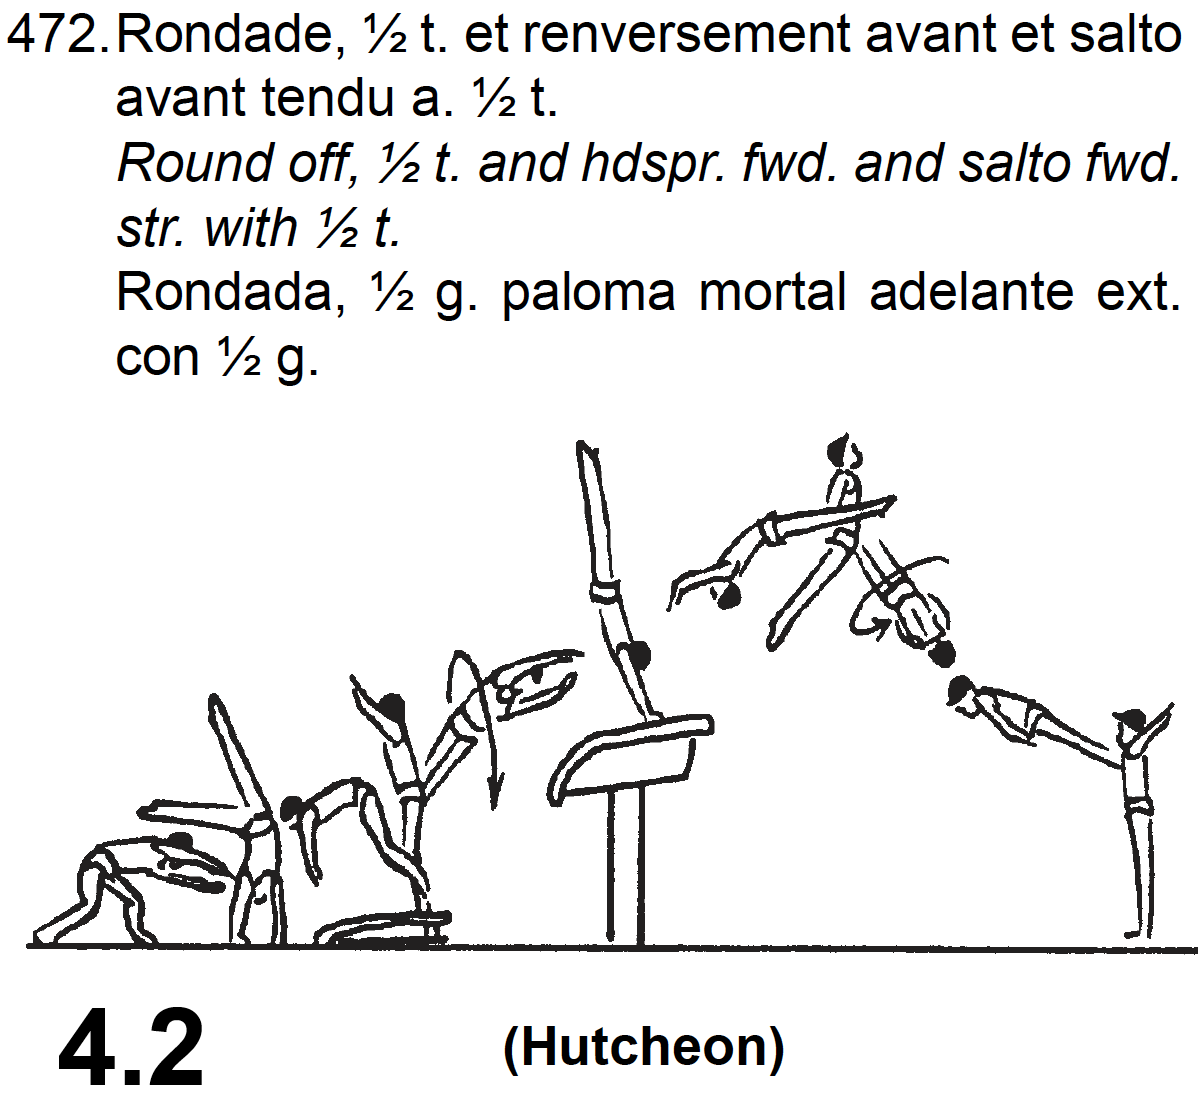 472. Rondade, ½ t. et renversement avant et salto
avant tendu a. ½ t.
Round off, ½ t. and hdspr. fwd. and salto fwd.
str. with ½ t.
Rondada, ½ g. paloma mortal adelante ext.
con ½ g.
4.2 (Hutcheon)